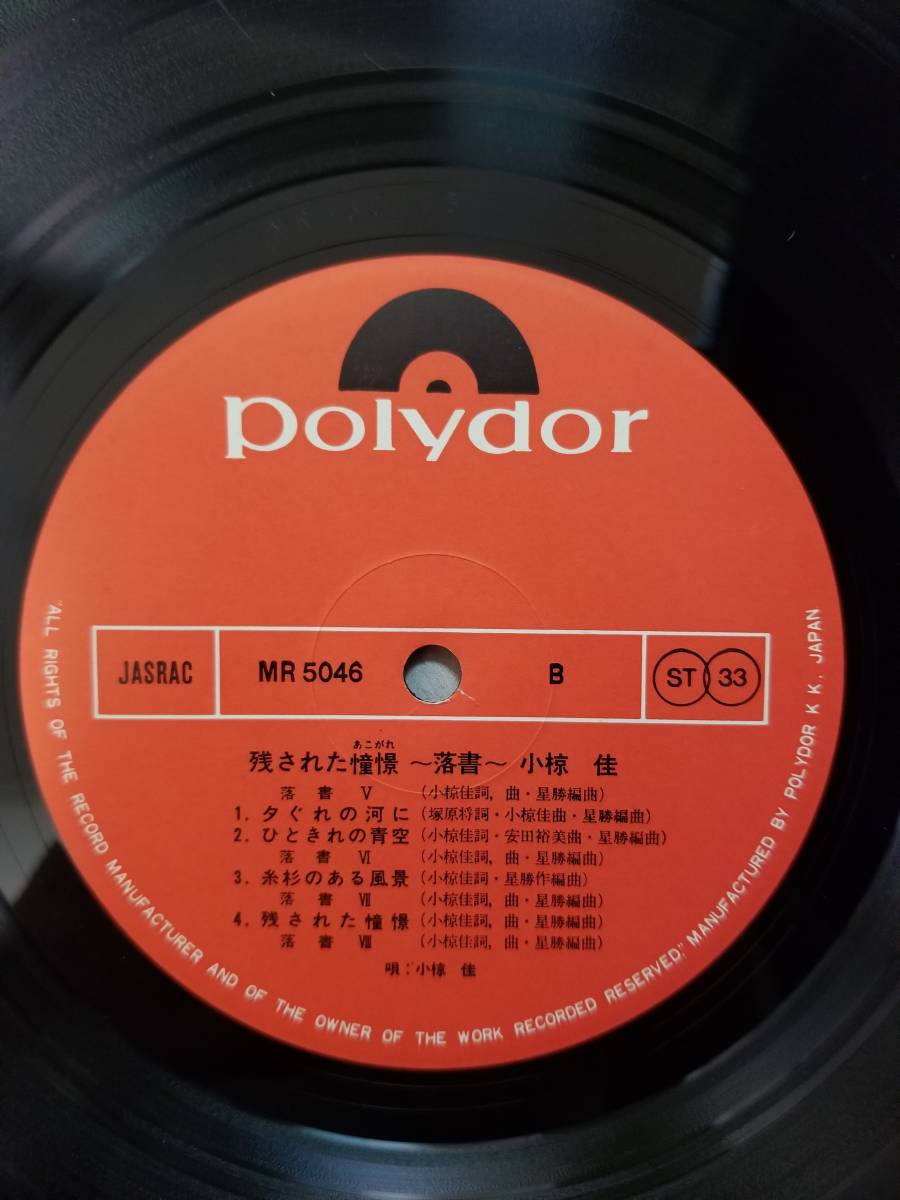 polydor
JASRAC MR 5046 B ST 33
あこがれ
残された憧憬 〜落書〜 小椋 佳
落書 Ⅴ (小椋佳詞, 曲・星勝編曲)
1. 夕ぐれの河に (塚原将詞・小椋佳曲・星勝編曲)
2. ひときれの青空 (小椋佳詞・安田裕美曲・星勝編曲)
落書 Ⅵ (小椋佳詞, 曲・星勝編曲)
3. 糸杉のある風景 (小椋佳詞・星勝作編曲)
落書 Ⅶ (小椋佳詞, 曲・星勝編曲)
4. 残された憧憬 (小椋佳詞, 曲・星勝編曲)
落書 Ⅷ (小椋佳詞, 曲・星勝編曲)
唄：小椋 佳
"ALL RIGHTS OF THE RECORD MANUFACTURER AND OF THE OWNER OF THE WORK RECORDED RESERVED." MANUFACTURED BY POLYDOR K K, JAPAN